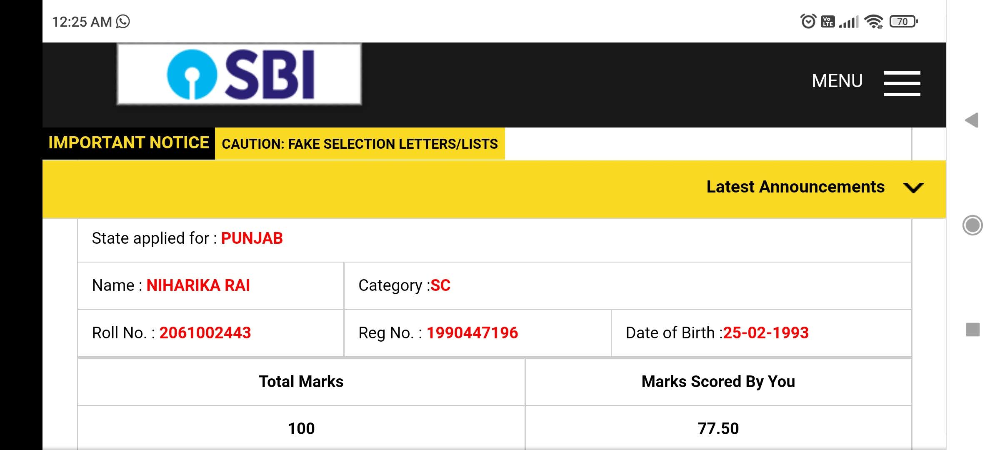 12:25 AM
Vo LTE
70
SBI
MENU
IMPORTANT NOTICE CAUTION: FAKE SELECTION LETTERS/LISTS
Latest Announcements
State applied for : PUNJAB
Name : NIHARIKA RAI Category :SC
Roll No. : 2061002443 Reg No. : 1990447196 Date of Birth :25-02-1993
Total Marks Marks Scored By You
100 77.50